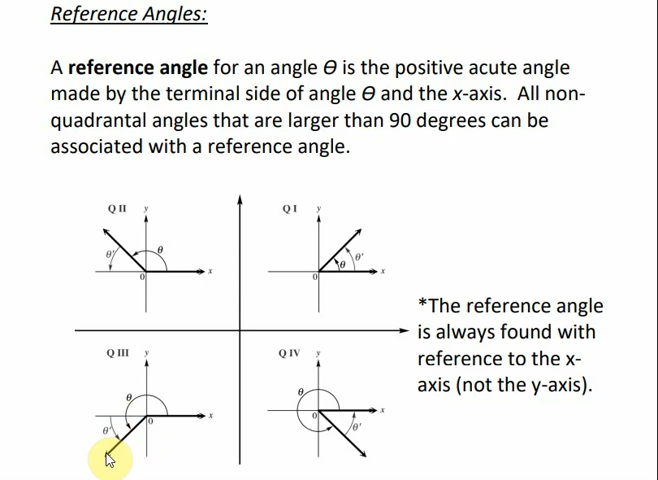 Reference Angles:
A reference angle for an angle Ɵ is the positive acute angle
made by the terminal side of angle Ɵ and the x-axis. All non-
quadrantal angles that are larger than 90 degrees can be
associated with a reference angle.
Q II y
θ
θ'
x
0
Q I y
θ'
θ
x
0
*The reference angle
is always found with
reference to the x-
axis (not the y-axis).
Q III y
θ
x
0
θ'
Q IV y
θ
x
0
θ'